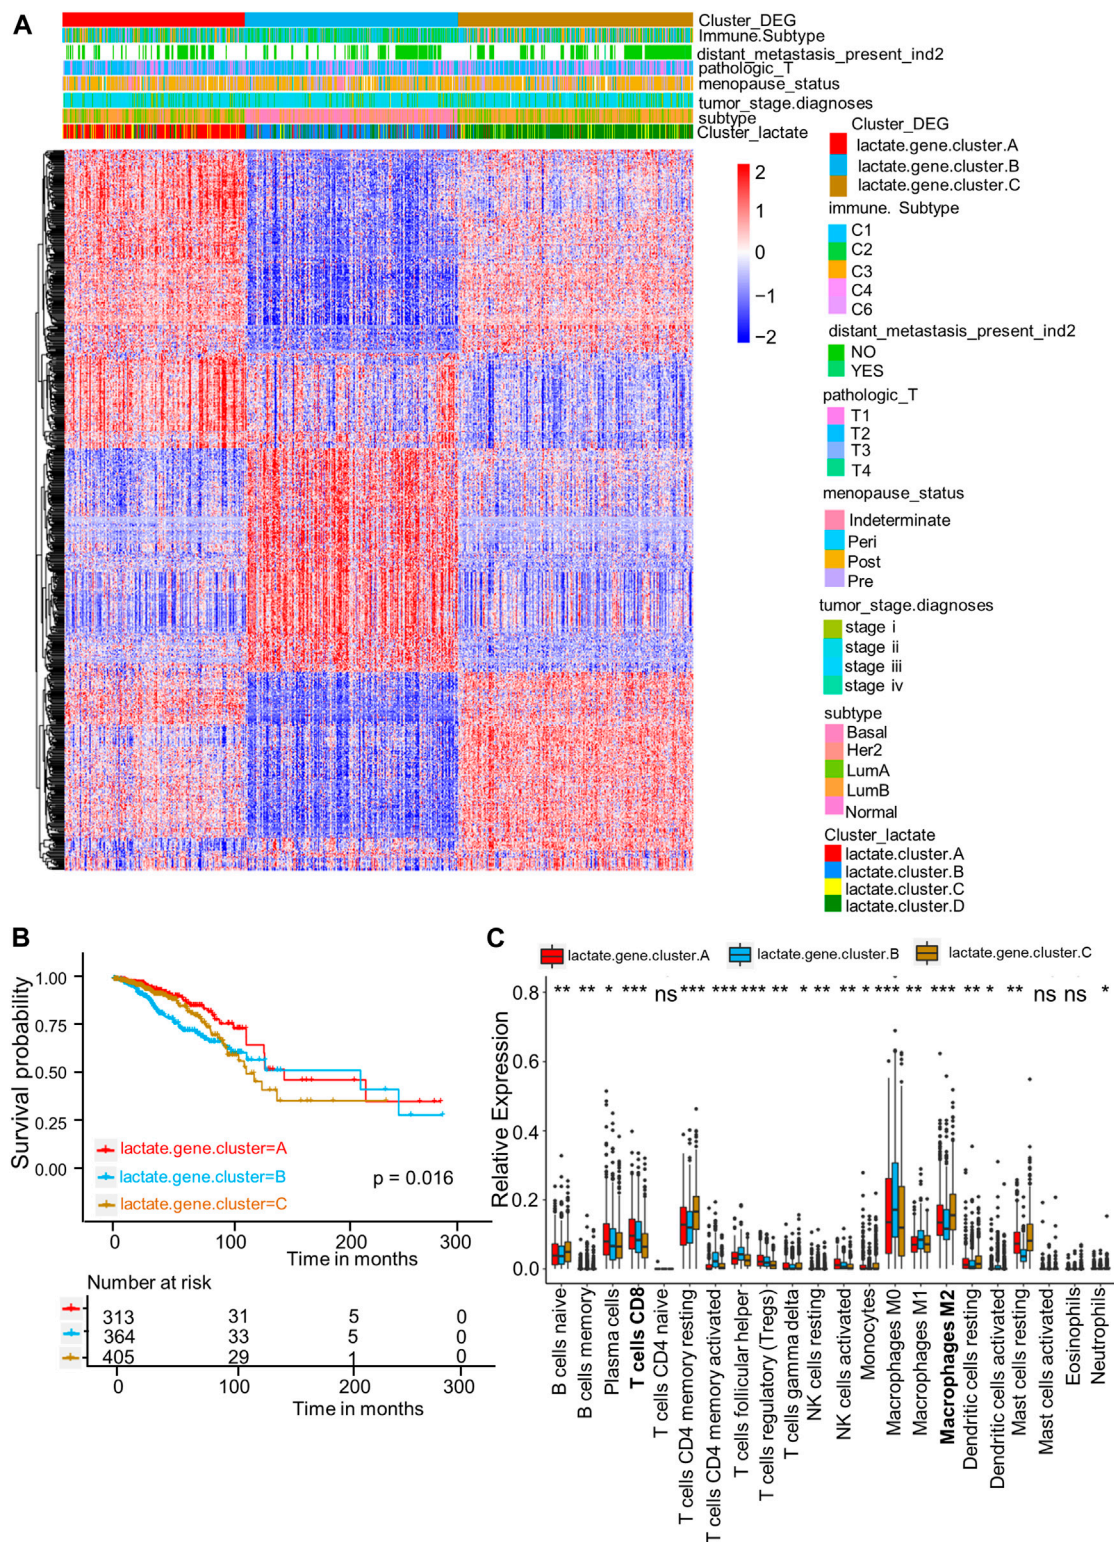 A
Cluster_DEG
Immune.Subtype
distant_metastasis_present_ind2
pathologic_T
menopause_status
tumor_stage.diagnoses
subtype
Cluster_lactate
2
1
0
−1
−2
Cluster_DEG
lactate.gene.cluster.A
lactate.gene.cluster.B
lactate.gene.cluster.C
immune. Subtype
C1
C2
C3
C4
C6
distant_metastasis_present_ind2
NO
YES
pathologic_T
T1
T2
T3
T4
menopause_status
Indeterminate
Peri
Post
Pre
tumor_stage.diagnoses
stage i
stage ii
stage iii
stage iv
subtype
Basal
Her2
LumA
LumB
Normal
Cluster_lactate
lactate.cluster.A
lactate.cluster.B
lactate.cluster.C
lactate.cluster.D
B
Survival probability
1.00
0.75
0.50
0.25
0.00
lactate.gene.cluster=A
lactate.gene.cluster=B
lactate.gene.cluster=C
p = 0.016
0 100 200 300
Time in months
Number at risk
313 31 5 0
364 33 5 0
405 29 1 0
0 100 200 300
Time in months
C
lactate.gene.cluster.A lactate.gene.cluster.B lactate.gene.cluster.C
** ** * *** ns *** *** *** ** * ** ** * *** ** *** ** * ** ns ns *
Relative Expression
0.8
0.6
0.4
0.2
0.0
B cells naive
B cells memory
Plasma cells
T cells CD8
T cells CD4 naive
T cells CD4 memory resting
T cells CD4 memory activated
T cells follicular helper
T cells regulatory (Tregs)
T cells gamma delta
NK cells resting
NK cells activated
Monocytes
Macrophages M0
Macrophages M1
Macrophages M2
Dendritic cells resting
Dendritic cells activated
Mast cells resting
Mast cells activated
Eosinophils
Neutrophils